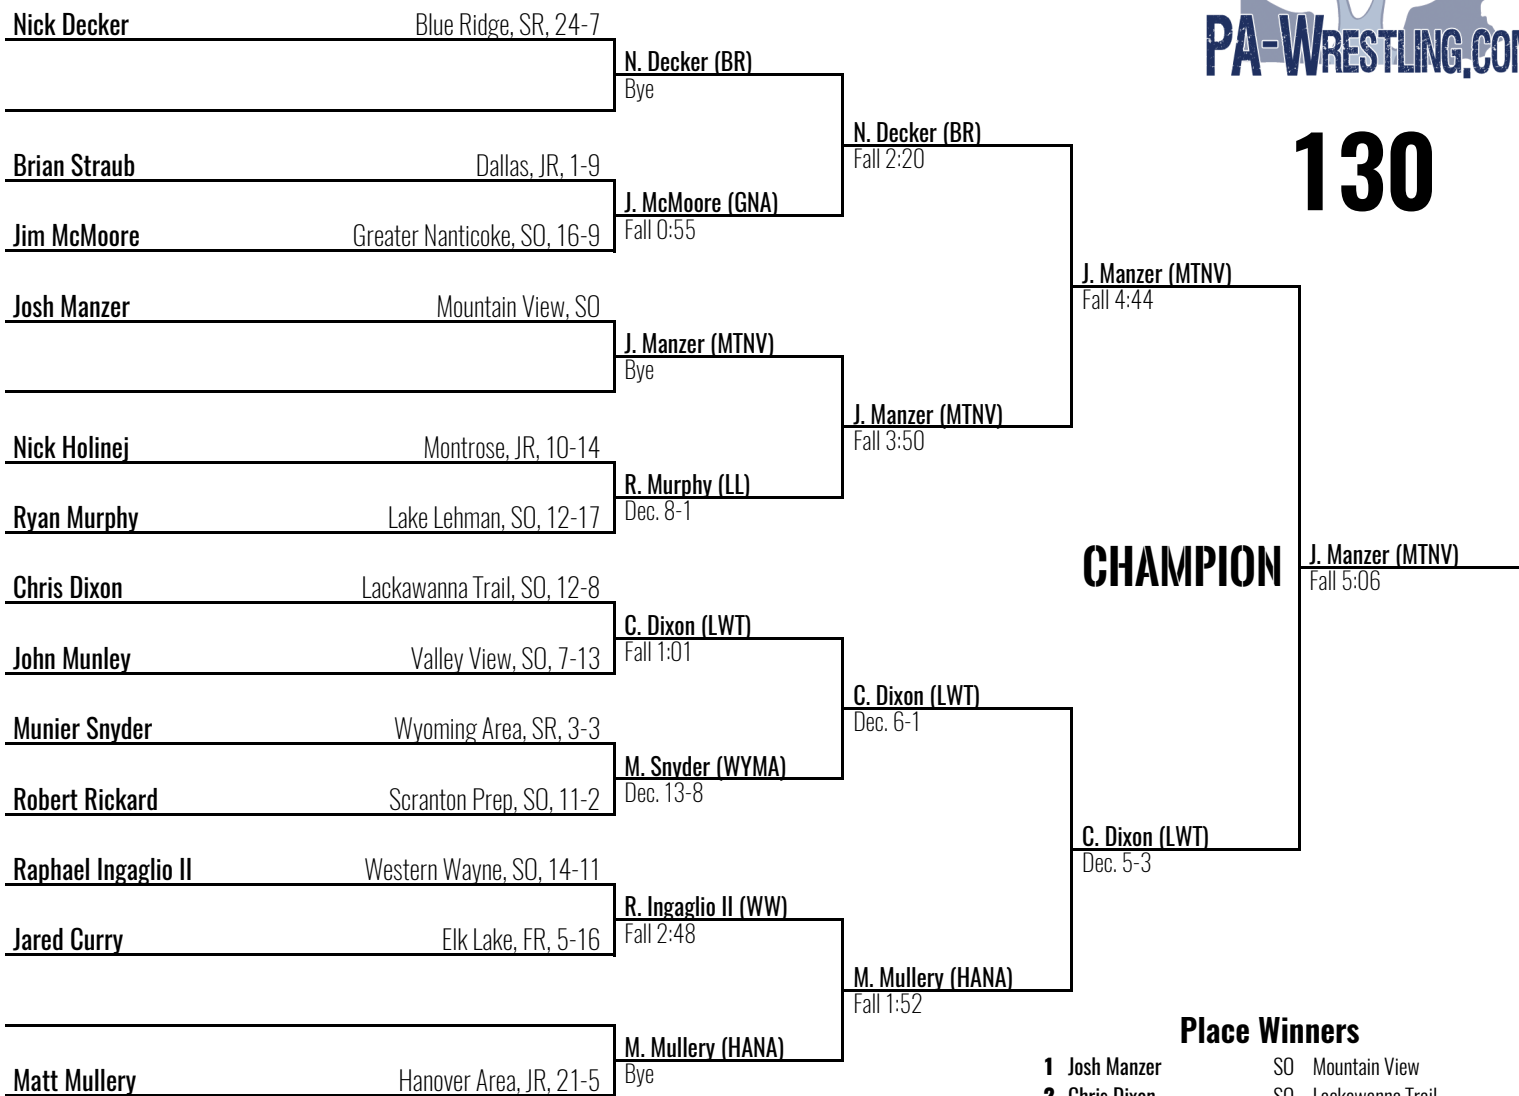 PA-WRESTLING.CO
130
Nick Decker Blue Ridge, SR, 24-7
N. Decker (BR)
Bye
N. Decker (BR)
Fall 2:20
Brian Straub Dallas, JR, 1-9
J. McMoore (GNA)
Fall 0:55
Jim McMoore Greater Nanticoke, SO, 16-9
J. Manzer (MTNV)
Fall 4:44
Josh Manzer Mountain View, SO
J. Manzer (MTNV)
Bye
J. Manzer (MTNV)
Fall 3:50
Nick Holinej Montrose, JR, 10-14
R. Murphy (LL)
Dec. 8-1
Ryan Murphy Lake Lehman, SO, 12-17
CHAMPION
J. Manzer (MTNV)
Fall 5:06
Chris Dixon Lackawanna Trail, SO, 12-8
C. Dixon (LWT)
Fall 1:01
John Munley Valley View, SO, 7-13
C. Dixon (LWT)
Dec. 6-1
Munier Snyder Wyoming Area, SR, 3-3
M. Snyder (WYMA)
Dec. 13-8
Robert Rickard Scranton Prep, SO, 11-2
C. Dixon (LWT)
Dec. 5-3
Raphael Ingaglio II Western Wayne, SO, 14-11
R. Ingaglio II (WW)
Fall 2:48
Jared Curry Elk Lake, FR, 5-16
M. Mullery (HANA)
Fall 1:52
M. Mullery (HANA)
Bye
Matt Mullery Hanover Area, JR, 21-5
Place Winners
1 Josh Manzer SO Mountain View
2 Chris Dixon SO Lackawanna Trail